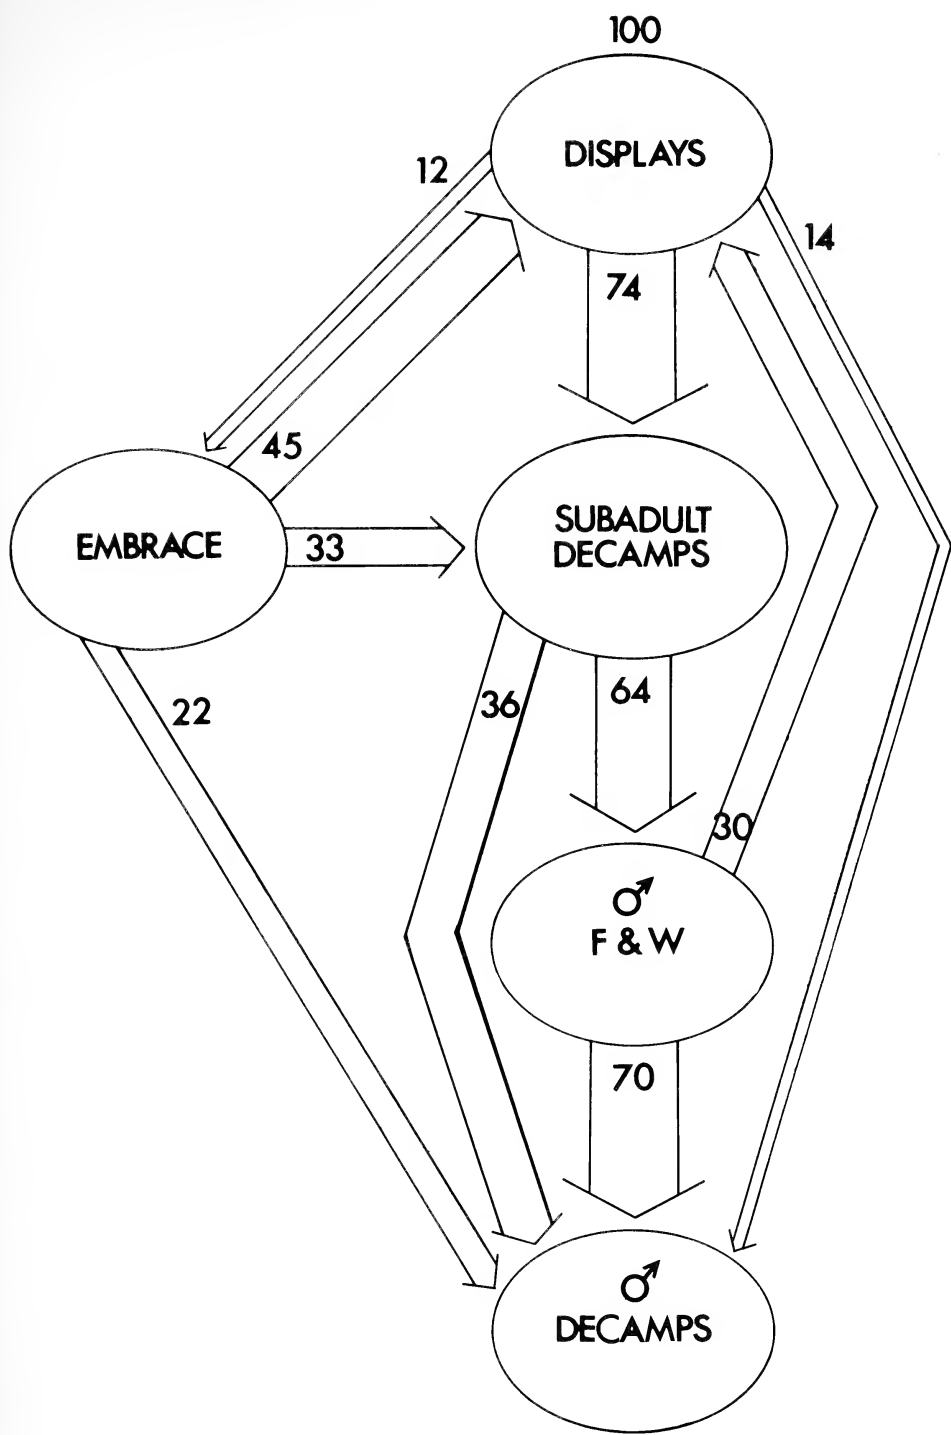 100
DISPLAYS
12
14
74
45
SUBADULT
DECAMPS
EMBRACE
33
36
64
22
30
♂
F & W
70
♂
DECAMPS